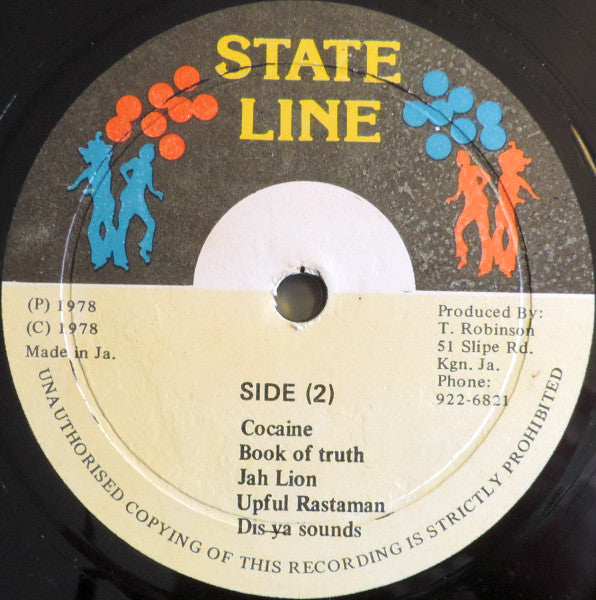 STATE
LINE
(P) 1978
(C) 1978
Made in Ja.
Produced By:
T. Robinson
51 Slipe Rd.
Kgn. Ja.
Phone:
922-6821
SIDE (2)
Cocaine
Book of truth
Jah Lion
Upful Rastaman
Dis ya sounds
UNAUTHORISED COPYING OF THIS RECORDING IS STRICTLY PROHIBITED